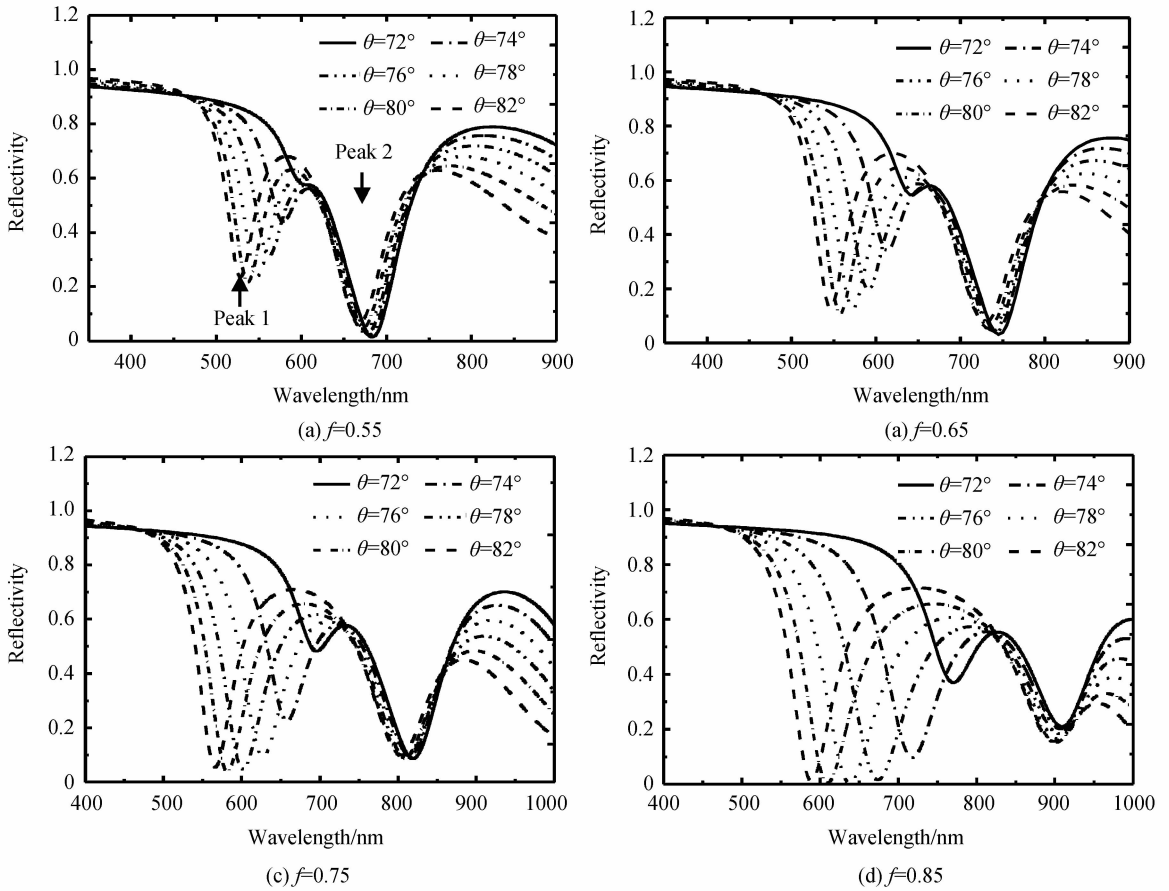 1.2
1.0
0.8
0.6
0.4
0.2
0
Reflectivity
θ=72° θ=74°
θ=76° θ=78°
θ=80° θ=82°
Peak 2
Peak 1
400 500 600 700 800 900
Wavelength/nm
(a) f=0.55
1.2
1.0
0.8
0.6
0.4
0.2
0
Reflectivity
θ=72° θ=74°
θ=76° θ=78°
θ=80° θ=82°
400 500 600 700 800 900
Wavelength/nm
(a) f=0.65
1.2
1.0
0.8
0.6
0.4
0.2
0
Reflectivity
θ=72° θ=74°
θ=76° θ=78°
θ=80° θ=82°
400 500 600 700 800 900 1000
Wavelength/nm
(c) f=0.75
1.2
1.0
0.8
0.6
0.4
0.2
0
Reflectivity
θ=72° θ=74°
θ=76° θ=78°
θ=80° θ=82°
400 500 600 700 800 900 1000
Wavelength/nm
(d) f=0.85